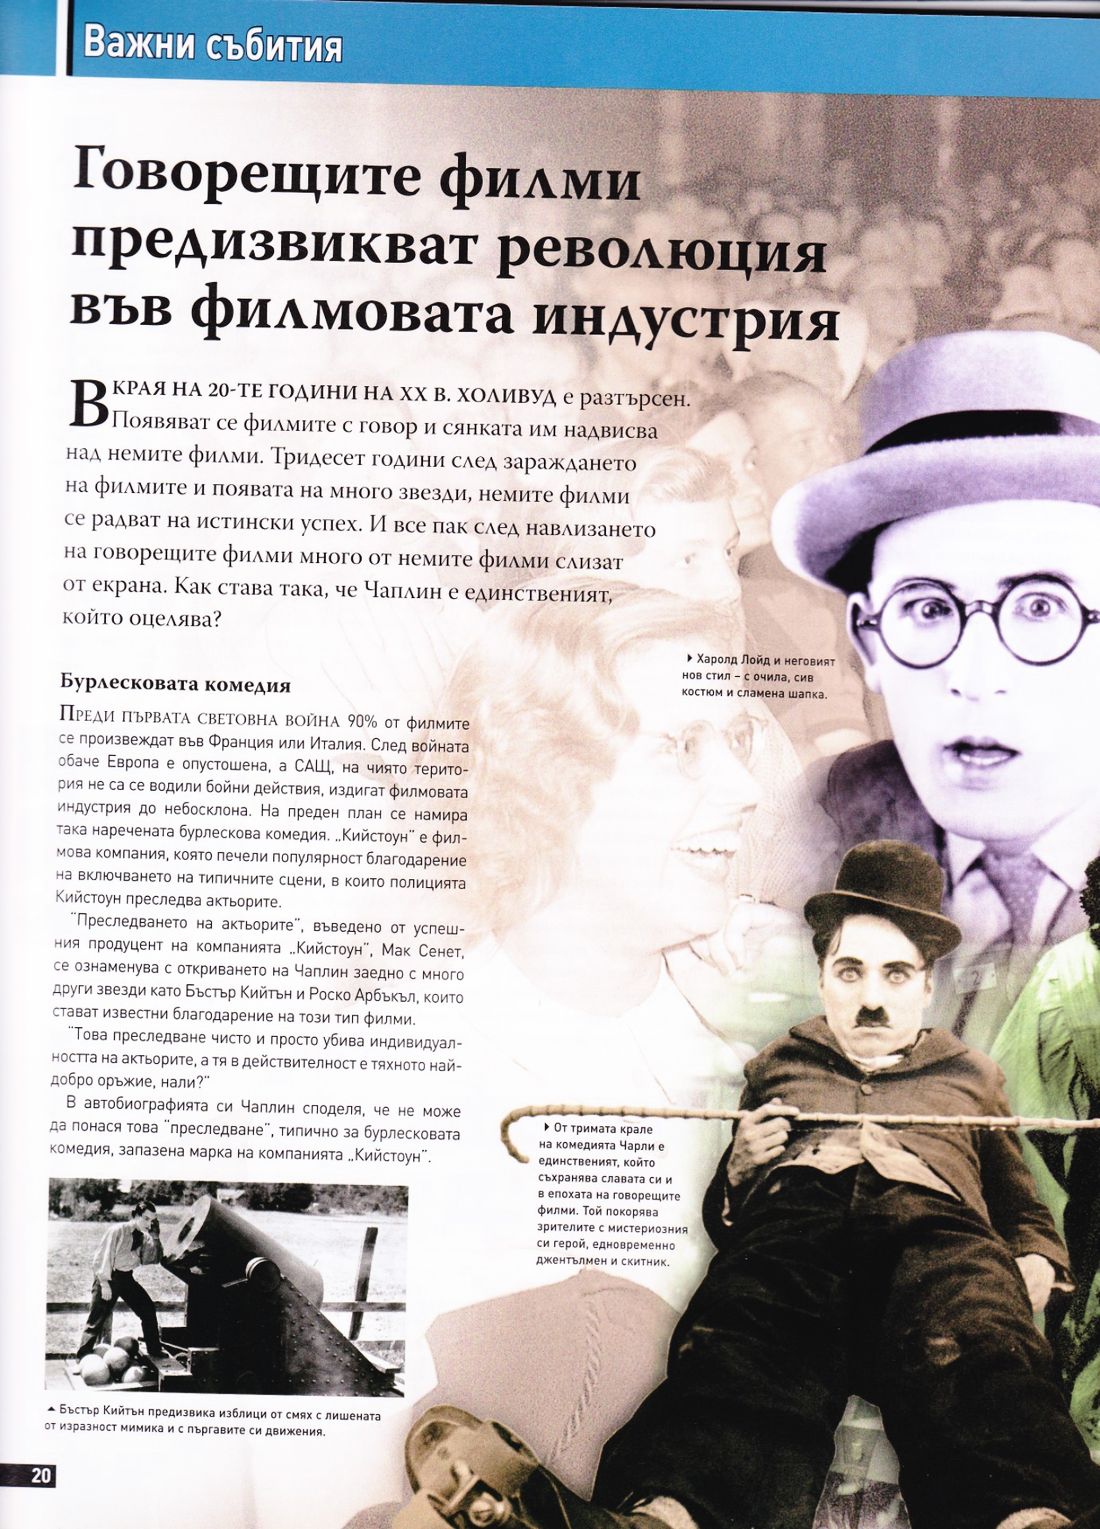 Важни събития
Говорещите филми
предизвикват революция
във филмовата индустрия
В КРАЯ НА 20-ТЕ ГОДИНИ НА XX В. ХОЛИВУД е разтърсен.
Появяват се филмите с говор и сянката им надвисва
над немите филми. Тридесет години след зараждането
на филмите и появата на много звезди, немите филми
се радват на истински успех. И все пак след навлизането
на говорещите филми много от немите филми слизат
от екрана. Как става така, че Чаплин е единственият,
който оцелява?
Бурлесковата комедия
ПРЕДИ ПЪРВАТА СВЕТОВНА ВОЙНА 90% от филмите
се произвеждат във Франция или Италия. След войната
обаче Европа е опустошена, а САЩ, на чиято терито-
рия не са се водили бойни действия, издигат филмовата
индустрия до небосклона. На преден план се намира
така наречената бурлескова комедия. „Кийстоун" е фил-
мова компания, която печели популярност благодарение
на включването на типичните сцени, в които полицията
Кийстоун преследва актьорите.
"Преследването на актьорите", въведено от успеш-
ния продуцент на компанията „Кийстоун", Мак Сенет,
се ознаменува с откриването на Чаплин заедно с много
други звезди като Бъстър Кийтън и Роско Арбъкъл, които
стават известни благодарение на този тип филми.
"Това преследване чисто и просто убива индивидуал-
ността на актьорите, а тя в действителност е тяхното най-
добро оръжие, нали?"
В автобиографията си Чаплин споделя, че не може
да понася това "преследване", типично за бурлесковата
комедия, запазена марка на компанията „Кийстоун".
Харолд Лойд и неговият
нов стил – с очила, сив
костюм и сламена шапка.
От тримата крале
на комедията Чарли е
единственият, който
съхранява славата си и
в епохата на говорещите
филми. Той покорява
зрителите с мистериозния
си герой, едновременно
джентълмен и скитник.
Бъстър Кийтън предизвика изблици от смях с лишената
от изразност мимика и с пъргавите си движения.
20